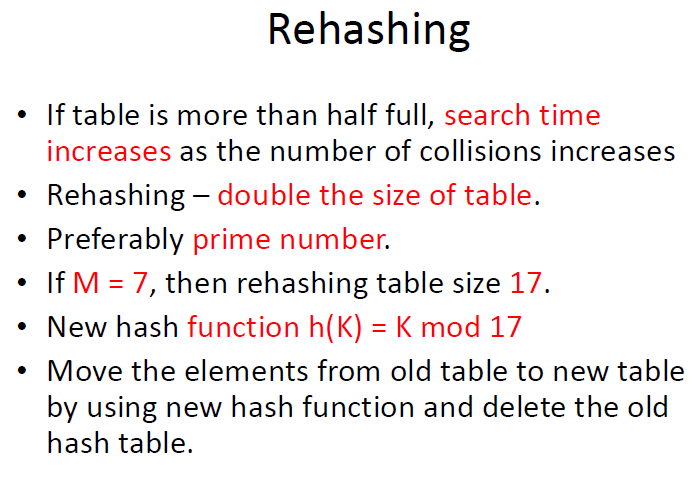 Rehashing
• If table is more than half full, search time
increases as the number of collisions increases
• Rehashing – double the size of table.
• Preferably prime number.
• If M = 7, then rehashing table size 17.
• New hash function h(K) = K mod 17
• Move the elements from old table to new table
by using new hash function and delete the old
hash table.